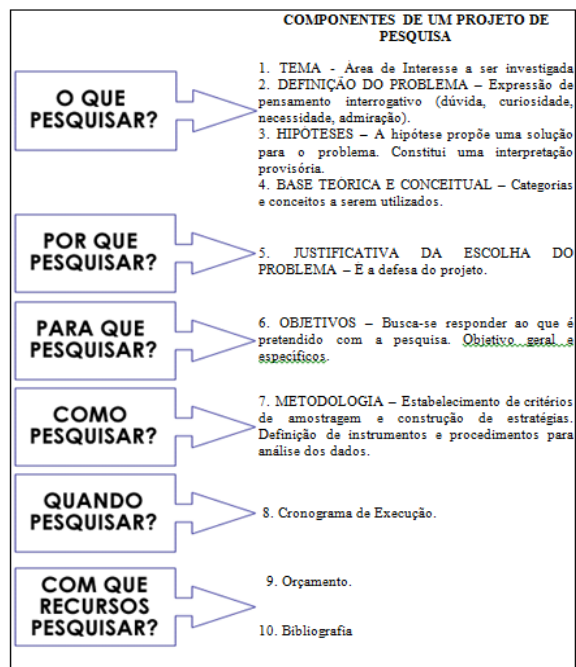 COMPONENTES DE UM PROJETO DE
PESQUISA
O QUE
PESQUISAR?
1. TEMA - Área de Interesse a ser investigada
2. DEFINIÇÃO DO PROBLEMA – Expressão de
pensamento interrogativo (dúvida, curiosidade,
necessidade, admiração).
3. HIPÓTESES – A hipótese propõe uma solução
para o problema. Constitui uma interpretação
provisória.
4. BASE TEÓRICA E CONCEITUAL – Categorias
e conceitos a serem utilizados.
POR QUE
PESQUISAR?
5. JUSTIFICATIVA DA ESCOLHA DO
PROBLEMA – É a defesa do projeto.
PARA QUE
PESQUISAR?
6. OBJETIVOS – Busca-se responder ao que é
pretendido com a pesquisa. Objetivo geral e
específicos.
COMO
PESQUISAR?
7. METODOLOGIA – Estabelecimento de critérios
de amostragem e construção de estratégias.
Definição de instrumentos e procedimentos para
análise dos dados.
QUANDO
PESQUISAR?
8. Cronograma de Execução.
COM QUE
RECURSOS
PESQUISAR?
9. Orçamento.
10. Bibliografia